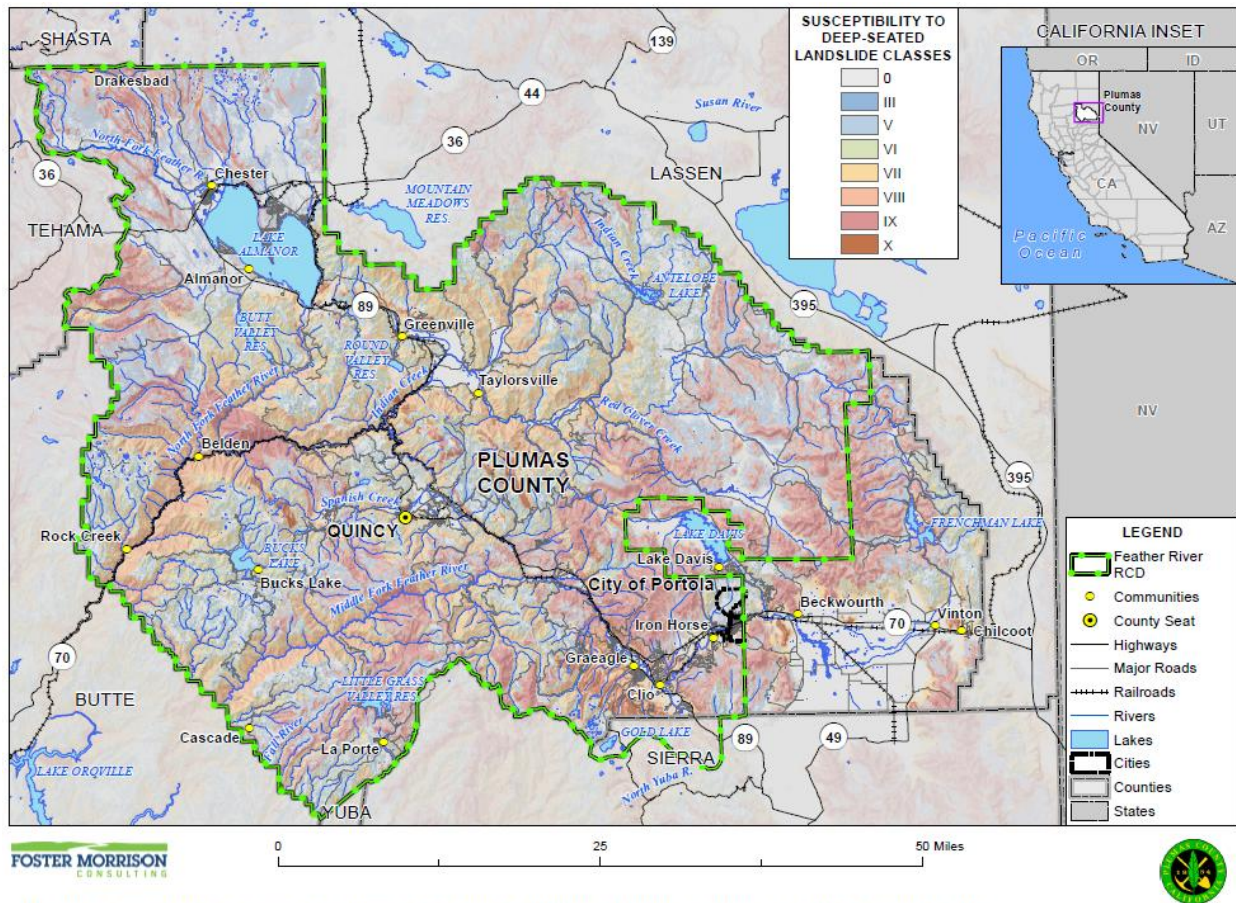 SUSCEPTIBILITY TO
DEEP-SEATED
LANDSLIDE CLASSES
0
III
V
VI
VII
VIII
IX
X
CALIFORNIA INSET
OR
ID
Plumas
County
NV
UT
CA
AZ
Pacific
Ocean
SHASTA
139
Drakesbad
44
Susan River
36
North Fork Feather R.
36
Chester
LASSEN
MOUNTAIN
MEADOWS
RES.
TEHAMA
LAKE
ALMANOR
Indian Creek
Almanor
ANTELOPE
LAKE
395
89
BUTT
VALLEY
RES.
Greenville
ROUND
VALLEY
RES.
Taylorsville
NV
Indian Creek
Red Clover Creek
North Fork Feather River
Belden
PLUMAS
COUNTY
395
Spanish Creek
QUINCY
FRENCHMAN LAKE
LAKE DAVIS
Rock Creek
BUCKS
LAKE
Lake Davis
Bucks Lake
City of Portola
Middle Fork Feather River
Beckwourth
Vinton
Iron Horse
70
Chilcoot
Graeagle
70
LITTLE GRASS
VALLEY RES.
Clio
BUTTE
Cascade
Fall River
La Porte
GOLD LAKE
89
49
SIERRA
LAKE OROVILLE
North Yuba R.
YUBA
LEGEND
Feather River
RCD
Communities
County Seat
Highways
Major Roads
Railroads
Rivers
Lakes
Cities
Counties
States
FOSTER MORRISON
CONSULTING
0
25
50 Miles
PLUMAS COUNTY
CALIFORNIA